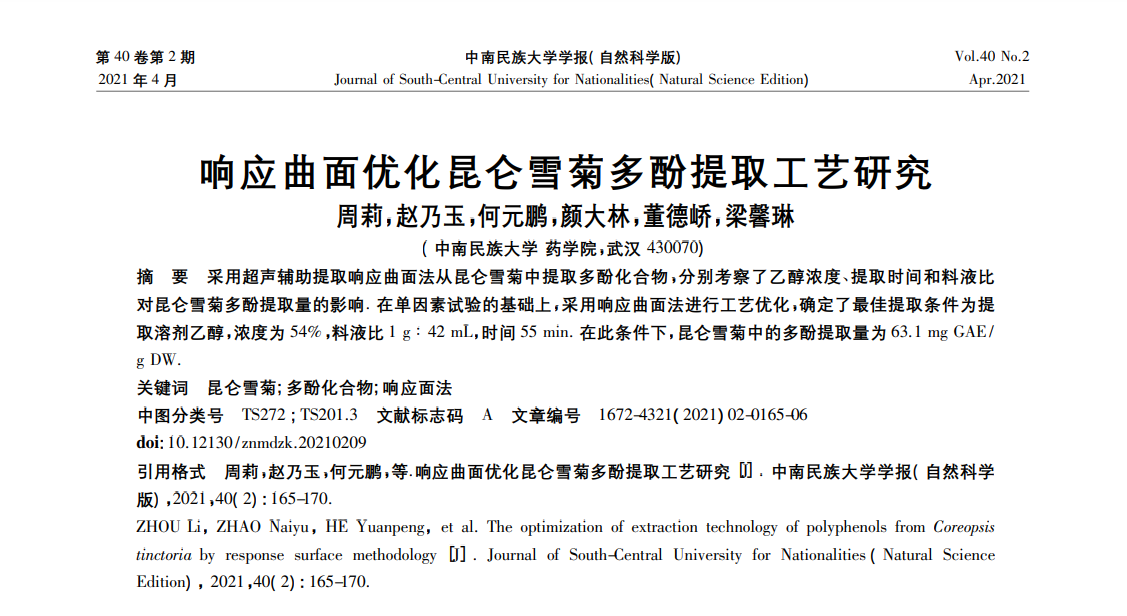 第 40 卷第 2 期 中南民族大学学报( 自然科学版) Vol.40 No.2
2021 年 4 月 Journal of South-Central University for Nationalities( Natural Science Edition) Apr.2021
响应曲面优化昆仑雪菊多酚提取工艺研究
周莉,赵乃玉,何元鹏,颜大林,董德峤,梁馨琳
( 中南民族大学 药学院,武汉 430070)
摘 要 采用超声辅助提取响应曲面法从昆仑雪菊中提取多酚化合物,分别考察了乙醇浓度、提取时间和料液比
对昆仑雪菊多酚提取量的影响. 在单因素试验的基础上,采用响应曲面法进行工艺优化,确定了最佳提取条件为提
取溶剂乙醇,浓度为 54%,料液比 1 g∶42 mL,时间 55 min. 在此条件下,昆仑雪菊中的多酚提取量为 63.1 mg GAE/
g DW.
关键词 昆仑雪菊; 多酚化合物; 响应面法
中图分类号 TS272 ; TS201.3 文献标志码 A 文章编号 1672-4321( 2021) 02-0165-06
doi: 10.12130/znmdzk.20210209
引用格式 周莉,赵乃玉,何元鹏,等.响应曲面优化昆仑雪菊多酚提取工艺研究 [J] . 中南民族大学学报( 自然科学
版) ,2021,40( 2) : 165-170.
ZHOU Li, ZHAO Naiyu, HE Yuanpeng, et al. The optimization of extraction technology of polyphenols from Coreopsis
tinctoria by response surface methodology [J] . Journal of South-Central University for Nationalities ( Natural Science
Edition) , 2021,40( 2) : 165-170.